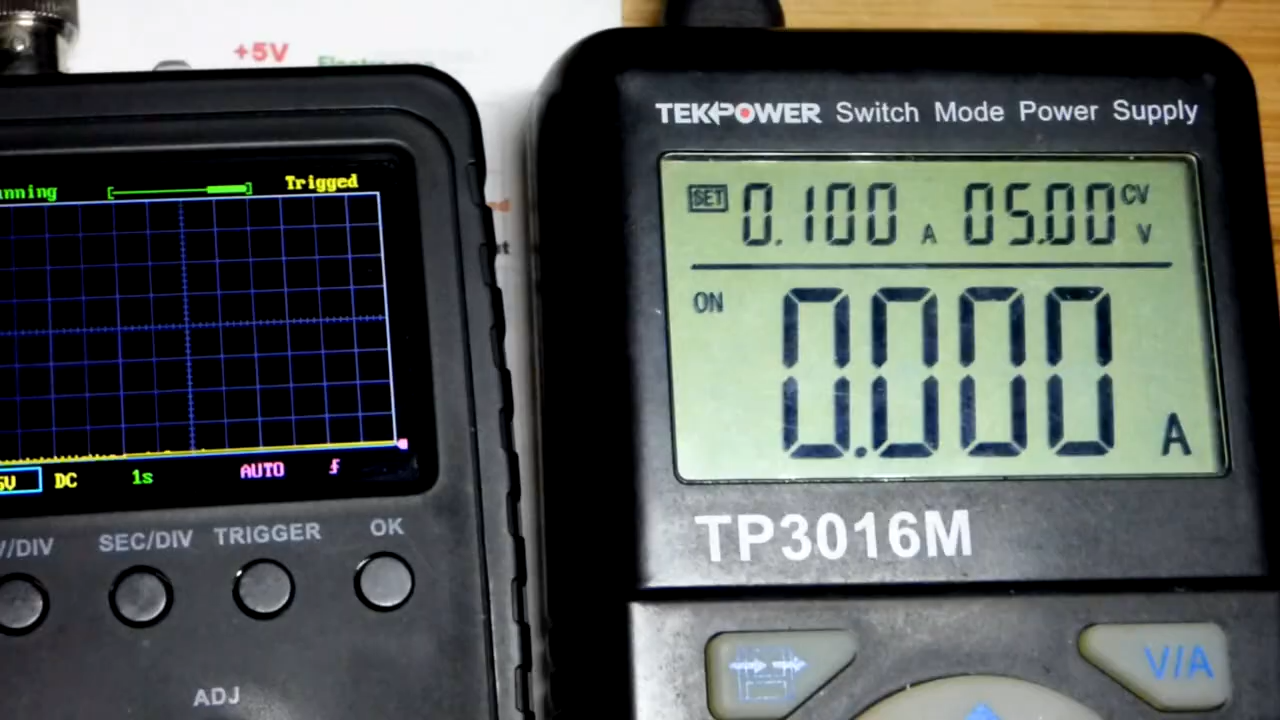 +5V
nning
Trigged
5V DC 1s AUTO
V/DIV SEC/DIV TRIGGER OK
ADJ
TEKPOWER Switch Mode Power Supply
SET 0.100 A 05.00 CV V
ON 0.000 A
TP3016M
V/A